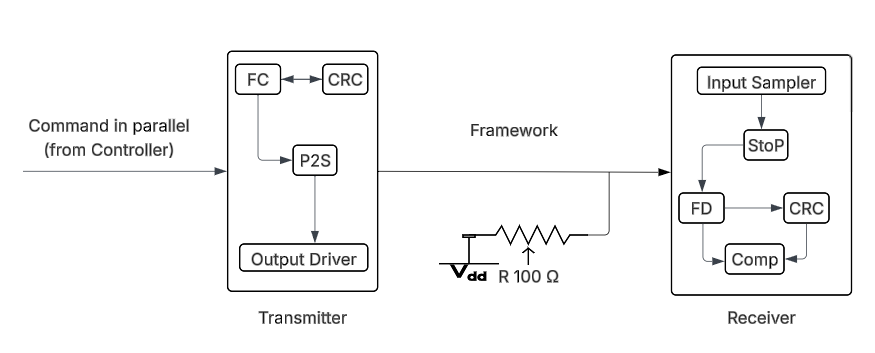 Command in parallel
(from Controller)
FC
CRC
P2S
Output Driver
Transmitter
Framework
Vdd
R 100 Ω
Input Sampler
StoP
FD
CRC
Comp
Receiver